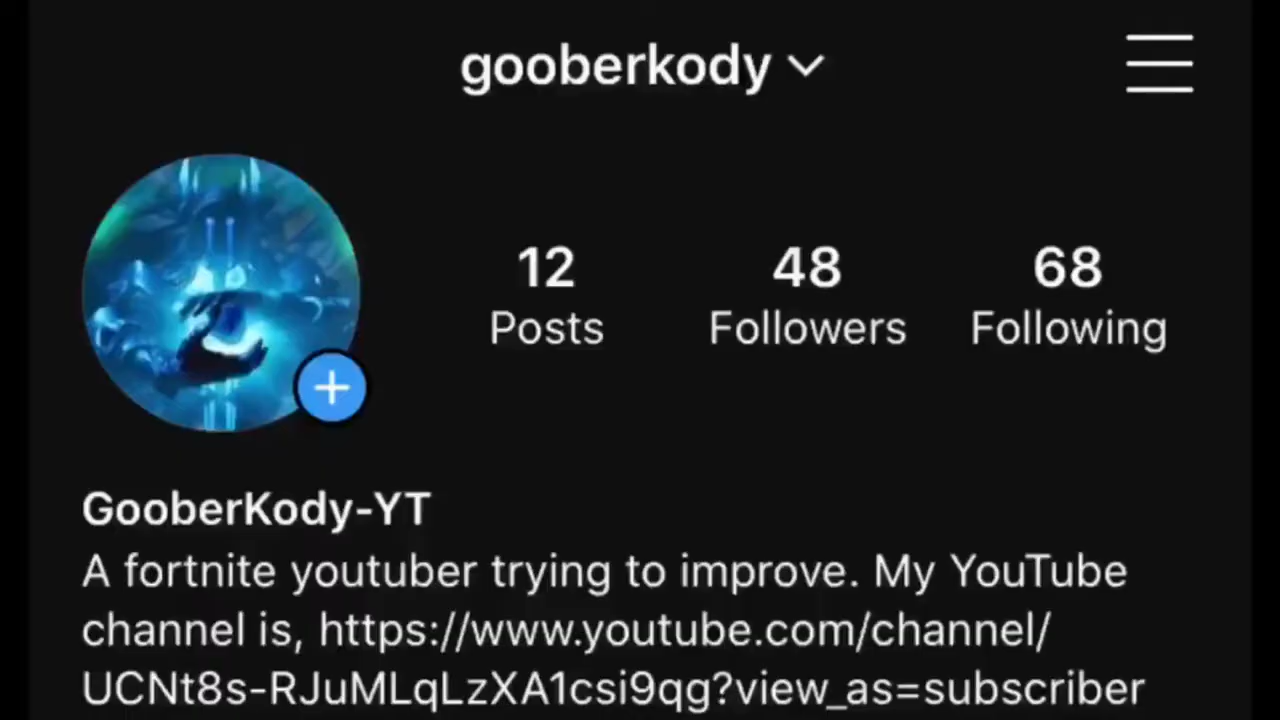 gooberkody
12 48 68
Posts Followers Following
GooberKody-YT
A fortnite youtuber trying to improve. My YouTube
channel is, https://www.youtube.com/channel/
UCNt8s-RJuMLqLzXA1csi9qg?view_as=subscriber